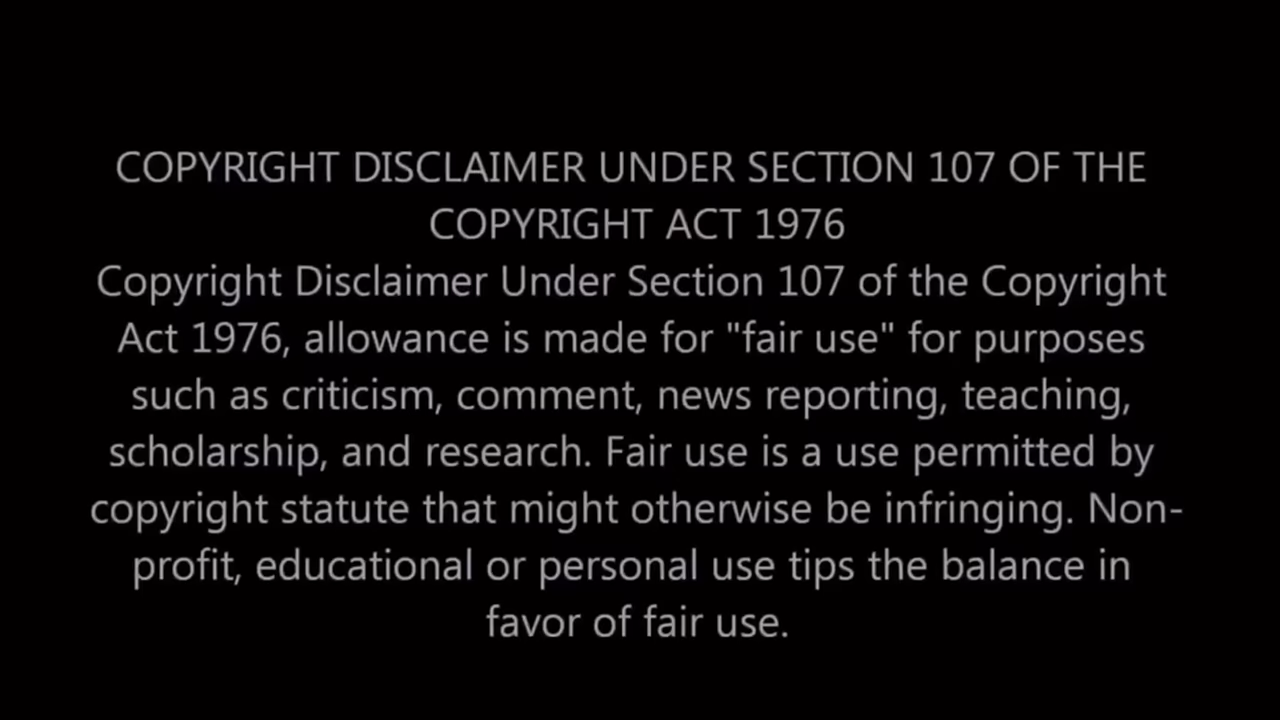 COPYRIGHT DISCLAIMER UNDER SECTION 107 OF THE
COPYRIGHT ACT 1976
Copyright Disclaimer Under Section 107 of the Copyright
Act 1976, allowance is made for "fair use" for purposes
such as criticism, comment, news reporting, teaching,
scholarship, and research. Fair use is a use permitted by
copyright statute that might otherwise be infringing. Non-
profit, educational or personal use tips the balance in
favor of fair use.